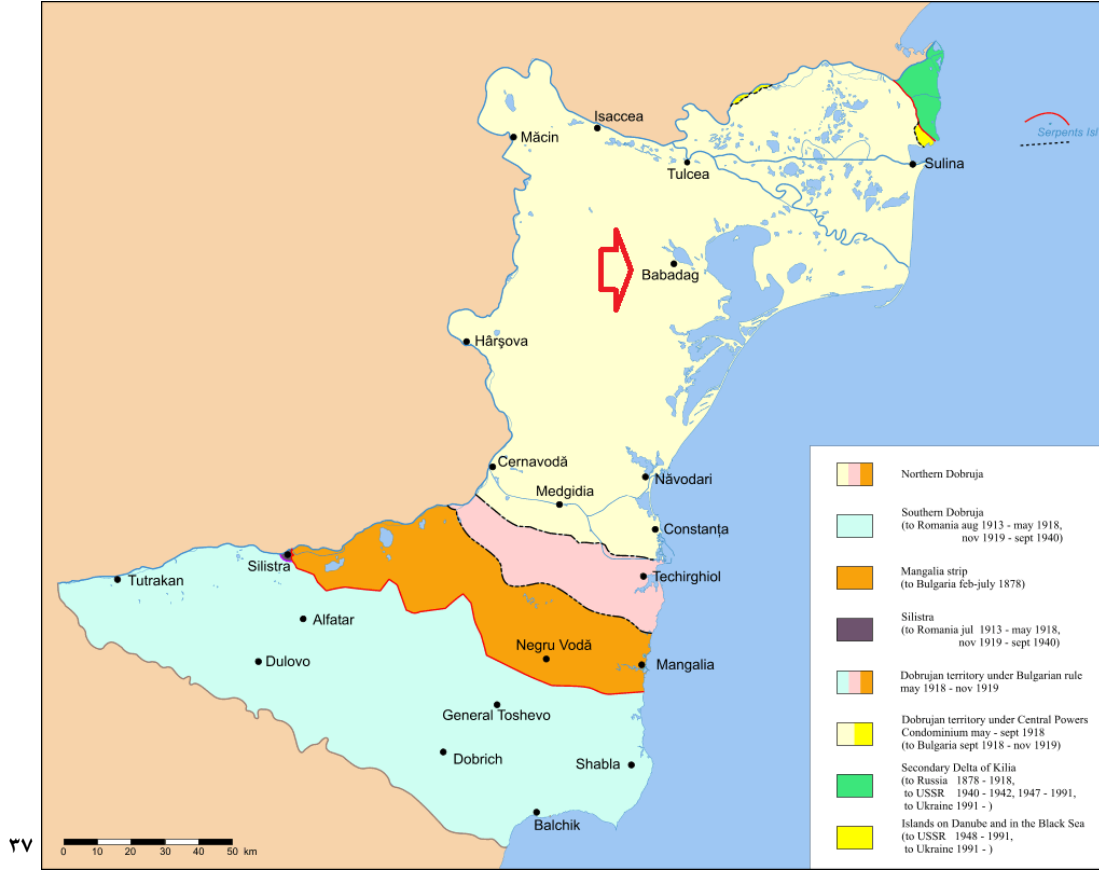 Isaccea
Măcin
Serpents Isl
Tulcea
Sulina
Babadag
Hârşova
Cernavodă
Năvodari
Medgidia
Constanţa
Silistra
Techirghiol
Tutrakan
Alfatar
Negru Vodă
Dulovo
Mangalia
General Toshevo
Dobrich
Shabla
Balchik
Northern Dobruja
Southern Dobruja
(to Romania aug 1913 - may 1918,
nov 1919 - sept 1940)
Mangalia strip
(to Bulgaria feb-july 1878)
Silistra
(to Romania jul 1913 - may 1918,
nov 1919 - sept 1940)
Dobrujan territory under Bulgarian rule
may 1918 - nov 1919
Dobrujan territory under Central Powers
Condominium may - sept 1918
(to Bulgaria sept 1918 - nov 1919)
Secondary Delta of Kilia
(to Russia 1878 - 1918,
to USSR 1940 - 1942, 1947 - 1991,
to Ukraine 1991 - )
Islands on Danube and in the Black Sea
(to USSR 1948 - 1991,
to Ukraine 1991 - )
۳۷
0 10 20 30 40 50 km